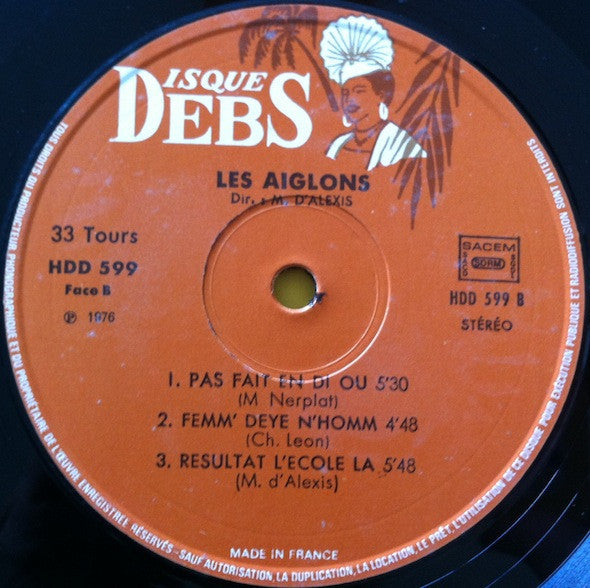 DISQUE DEBS
LES AIGLONS
Dir. : M. D'ALEXIS
33 Tours
HDD 599
Face B
℗ 1976
SACEM
SACD
SDRM
SGDL
HDD 599 B
STÉRÉO
1. PAS FAIT EN DI OU 5'30
(M. Nerplat)
2. FEMM' DEYE N'HOMM 4'48
(Ch. Leon)
3. RESULTAT L'ECOLE LA 5'48
(M. d'Alexis)
MADE IN FRANCE
TOUS DROITS DU PRODUCTEUR PHONOGRAPHIQUE ET DU PROPRIETAIRE DE L'ŒUVRE ENREGISTRÉE RÉSERVÉS - SAUF AUTORISATION, LA DUPLICATION, LA LOCATION, LE PRÊT, L'UTILISATION DE CE DISQUE POUR EXÉCUTION PUBLIQUE ET RADIODIFFUSION SONT INTERDITS